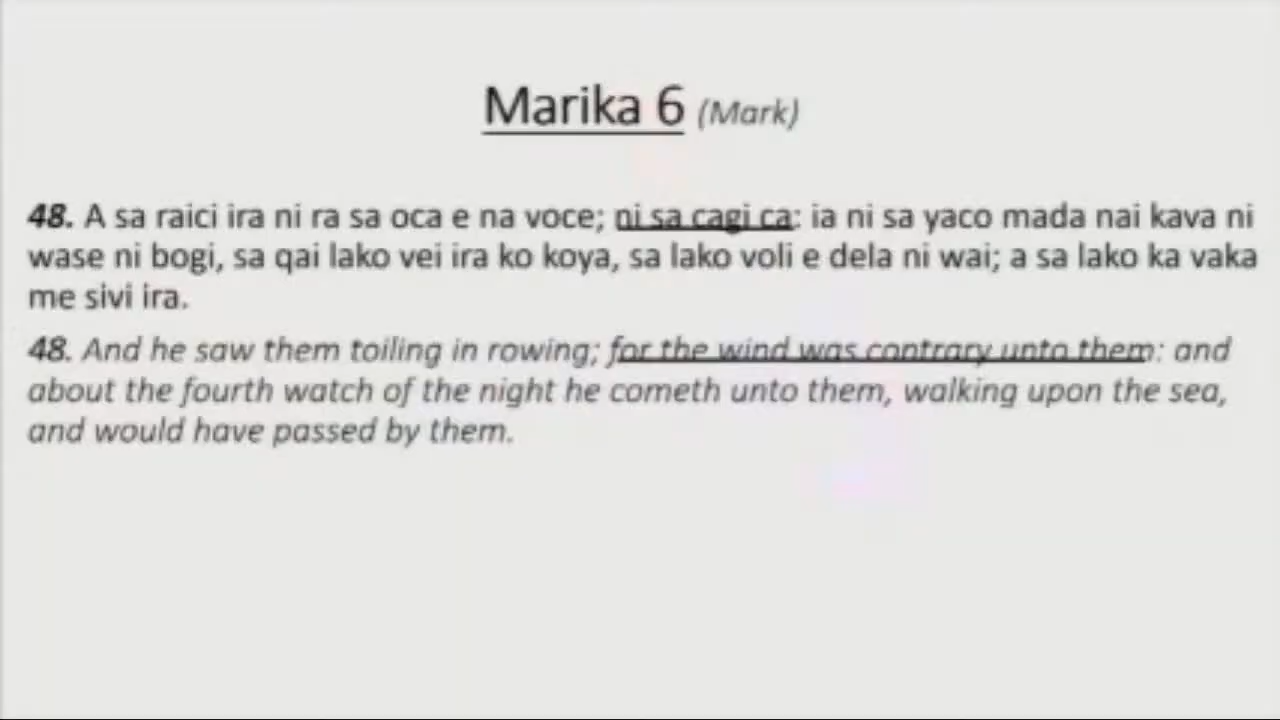 Marika 6 (Mark)
48. A sa raici ira ni ra sa oca e na voce; ni sa cagi ca: ia ni sa yaco mada nai kava ni
wase ni bogi, sa qai lako vei ira ko koya, sa lako voli e dela ni wai; a sa lako ka vaka
me sivi ira.
48. And he saw them toiling in rowing; for the wind was contrary unto them: and
about the fourth watch of the night he cometh unto them, walking upon the sea,
and would have passed by them.